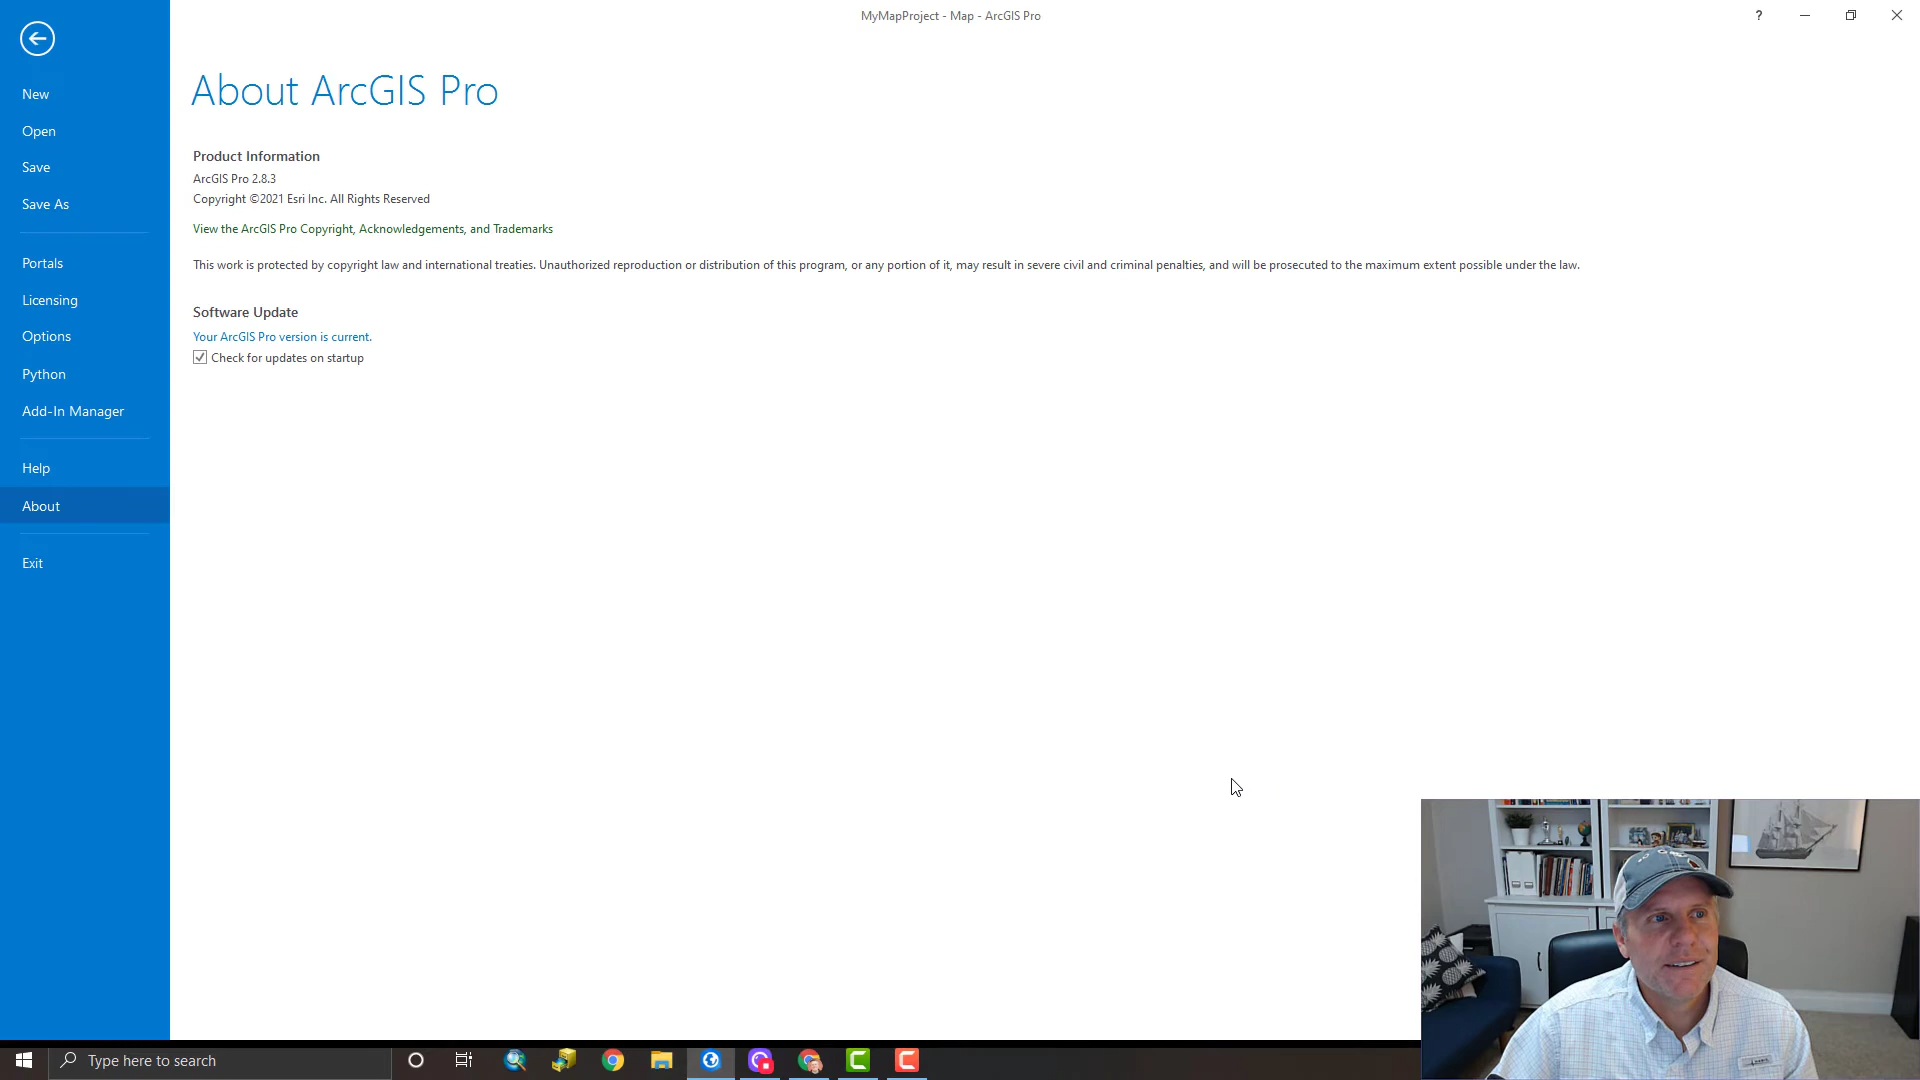 MyMapProject - Map - ArcGIS Pro
?
New
Open
Save
Save As
Portals
Licensing
Options
Python
Add-In Manager
Help
About
Exit
About ArcGIS Pro
Product Information
ArcGIS Pro 2.8.3
Copyright ©2021 Esri Inc. All Rights Reserved
View the ArcGIS Pro Copyright, Acknowledgements, and Trademarks
This work is protected by copyright law and international treaties. Unauthorized reproduction or distribution of this program, or any portion of it, may result in severe civil and criminal penalties, and will be prosecuted to the maximum extent possible under the law.
Software Update
Your ArcGIS Pro version is current.
Check for updates on startup
Type here to search